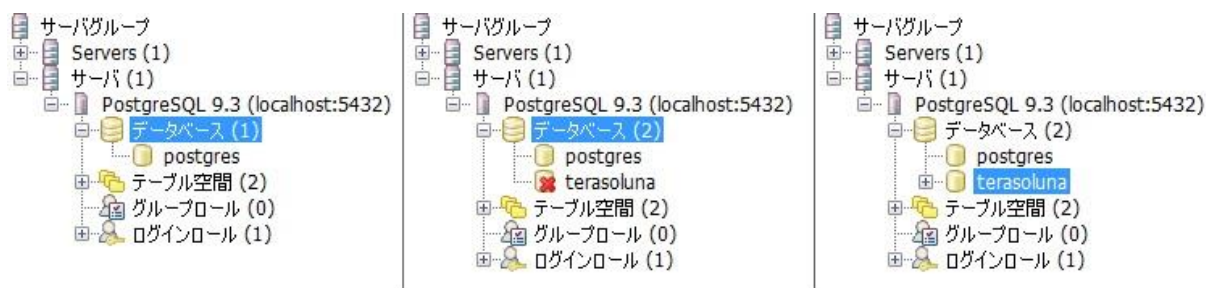 サーバグループ
Servers (1)
サーバ (1)
PostgreSQL 9.3 (localhost:5432)
データベース (1)
postgres
テーブル空間 (2)
グループロール (0)
ログインロール (1)
サーバグループ
Servers (1)
サーバ (1)
PostgreSQL 9.3 (localhost:5432)
データベース (2)
postgres
terasoluna
テーブル空間 (2)
グループロール (0)
ログインロール (1)
サーバグループ
Servers (1)
サーバ (1)
PostgreSQL 9.3 (localhost:5432)
データベース (2)
postgres
terasoluna
テーブル空間 (2)
グループロール (0)
ログインロール (1)